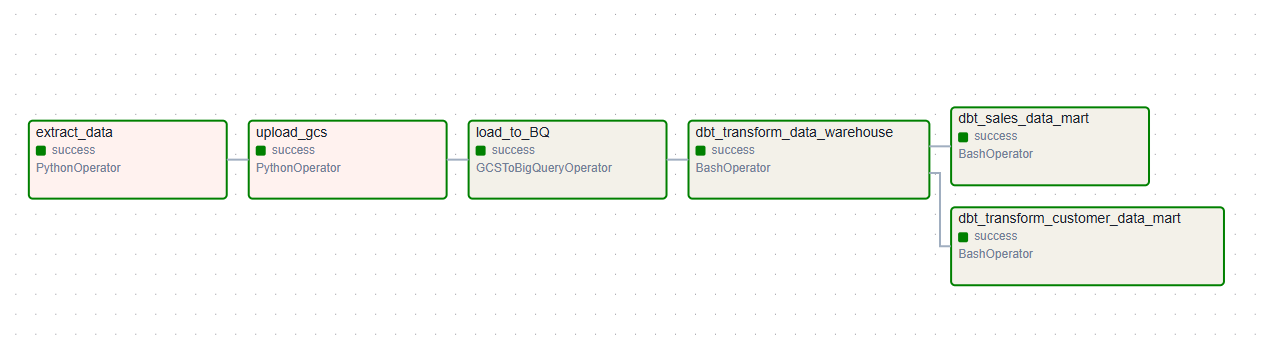 extract_data
success
PythonOperator
upload_gcs
success
PythonOperator
load_to_BQ
success
GCSToBigQueryOperator
dbt_transform_data_warehouse
success
BashOperator
dbt_sales_data_mart
success
BashOperator
dbt_transform_customer_data_mart
success
BashOperator